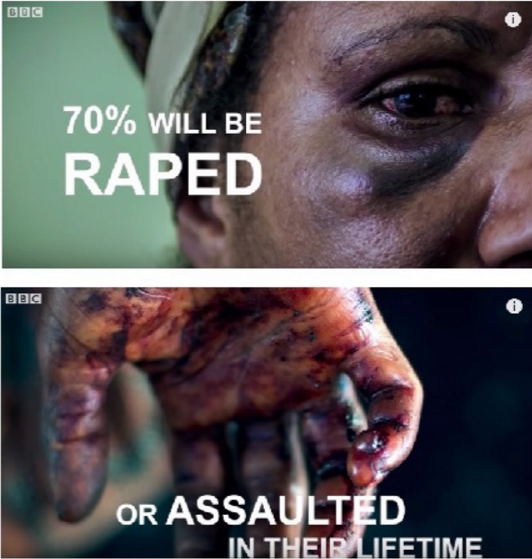 BBC
70% WILL BE
RAPED
BBC
OR ASSAULTED
IN THEIR LIFETIME